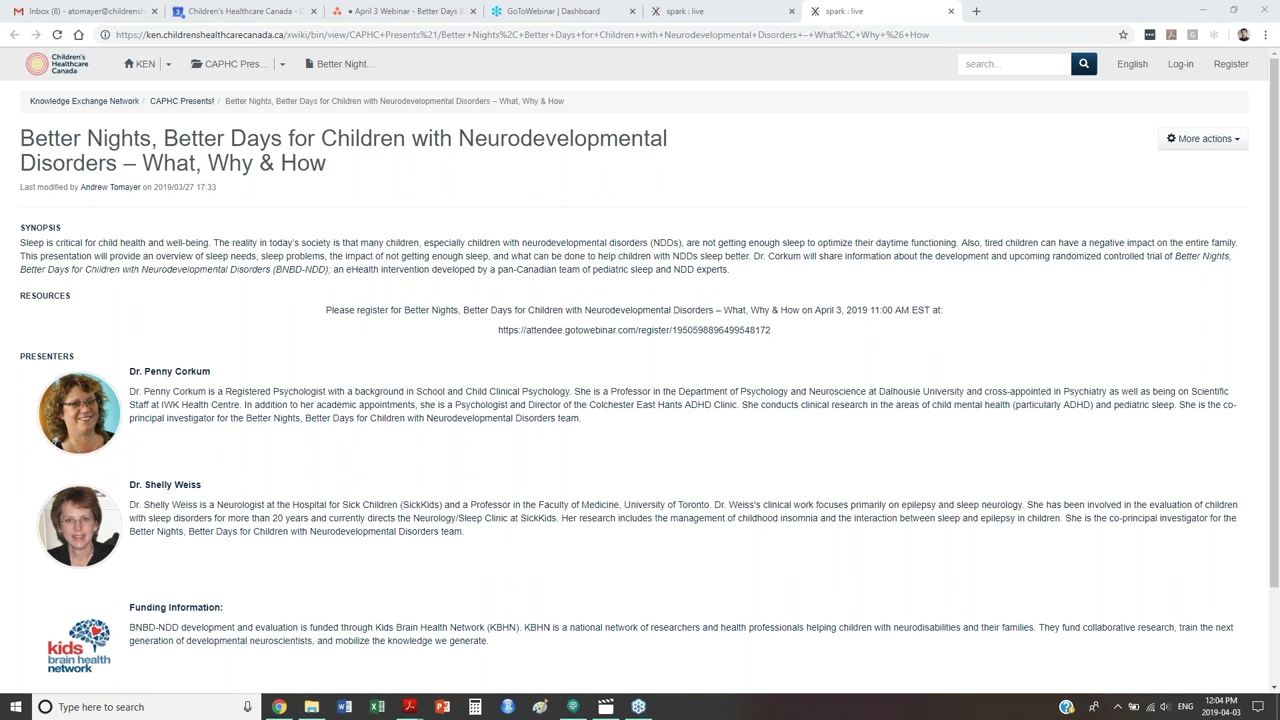 Inbox (80) - atomayer@childrensh
Children's Healthcare Canada - C
● April 3 Webinar - Better Days B
GoToWebinar | Dashboard
spark : live
spark : live
https://ken.childrenshealthcarecanada.ca/xwiki/bin/view/CAPHC+Presents%21/Better+Nights%2C+Better+Days+for+Children+with+Neurodevelopmental+Disorders+–+What%2C+Why+%26+How
Children's
Healthcare
Canada
KEN
CAPHC Pres...
Better Night...
search...
English
Log-in
Register
Knowledge Exchange Network / CAPHC Presents! / Better Nights, Better Days for Children with Neurodevelopmental Disorders – What, Why & How
Better Nights, Better Days for Children with Neurodevelopmental
Disorders – What, Why & How
More actions
Last modified by Andrew Tomayer on 2019/03/27 17:33
SYNOPSIS
Sleep is critical for child health and well-being. The reality in today's society is that many children, especially children with neurodevelopmental disorders (NDDs), are not getting enough sleep to optimize their daytime functioning. Also, tired children can have a negative impact on the entire family.
This presentation will provide an overview of sleep needs, sleep problems, the impact of not getting enough sleep, and what can be done to help children with NDDs sleep better. Dr. Corkum will share information about the development and upcoming randomized controlled trial of Better Nights,
Better Days for Children with Neurodevelopmental Disorders (BNBD-NDD); an eHealth intervention developed by a pan-Canadian team of pediatric sleep and NDD experts.
RESOURCES
Please register for Better Nights, Better Days for Children with Neurodevelopmental Disorders – What, Why & How on April 3, 2019 11:00 AM EST at:
https://attendee.gotowebinar.com/register/1950598896499548172
PRESENTERS
Dr. Penny Corkum
Dr. Penny Corkum is a Registered Psychologist with a background in School and Child Clinical Psychology. She is a Professor in the Department of Psychology and Neuroscience at Dalhousie University and cross-appointed in Psychiatry as well as being on Scientific
Staff at IWK Health Centre. In addition to her academic appointments, she is a Psychologist and Director of the Colchester East Hants ADHD Clinic. She conducts clinical research in the areas of child mental health (particularly ADHD) and pediatric sleep. She is the co-
principal investigator for the Better Nights, Better Days for Children with Neurodevelopmental Disorders team.
Dr. Shelly Weiss
Dr. Shelly Weiss is a Neurologist at the Hospital for Sick Children (SickKids) and a Professor in the Faculty of Medicine, University of Toronto. Dr. Weiss's clinical work focuses primarily on epilepsy and sleep neurology. She has been involved in the evaluation of children
with sleep disorders for more than 20 years and currently directs the Neurology/Sleep Clinic at SickKids. Her research includes the management of childhood insomnia and the interaction between sleep and epilepsy in children. She is the co-principal investigator for the
Better Nights, Better Days for Children with Neurodevelopmental Disorders team.
Funding Information:
BNBD-NDD development and evaluation is funded through Kids Brain Health Network (KBHN). KBHN is a national network of researchers and health professionals helping children with neurodisabilities and their families. They fund collaborative research, train the next
generation of developmental neuroscientists, and mobilize the knowledge we generate.
kids
brain health
network
Type here to search
ENG
12:04 PM
2019-04-03